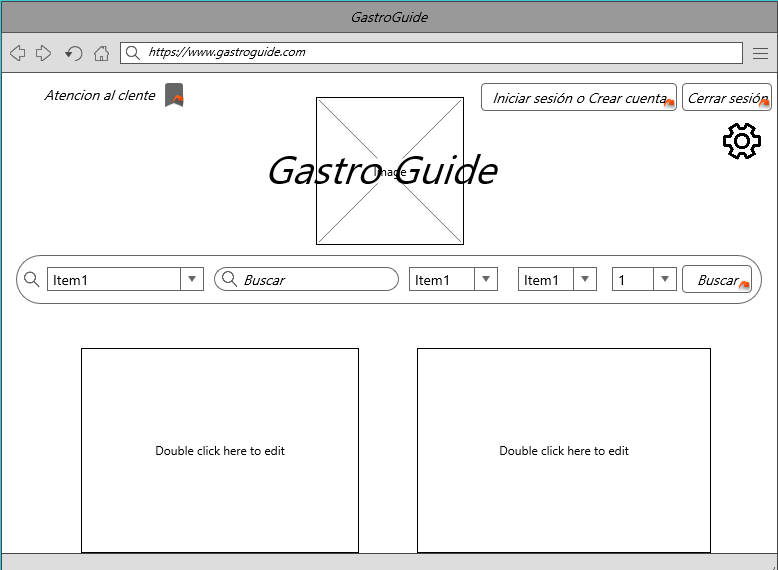 GastroGuide
https://www.gastroguide.com
Atencion al clente
Iniciar sesión o Crear cuenta
Cerrar sesión
Gastro Guide
Image
Item1
Buscar
Item1
Item1
1
Buscar
Double click here to edit
Double click here to edit